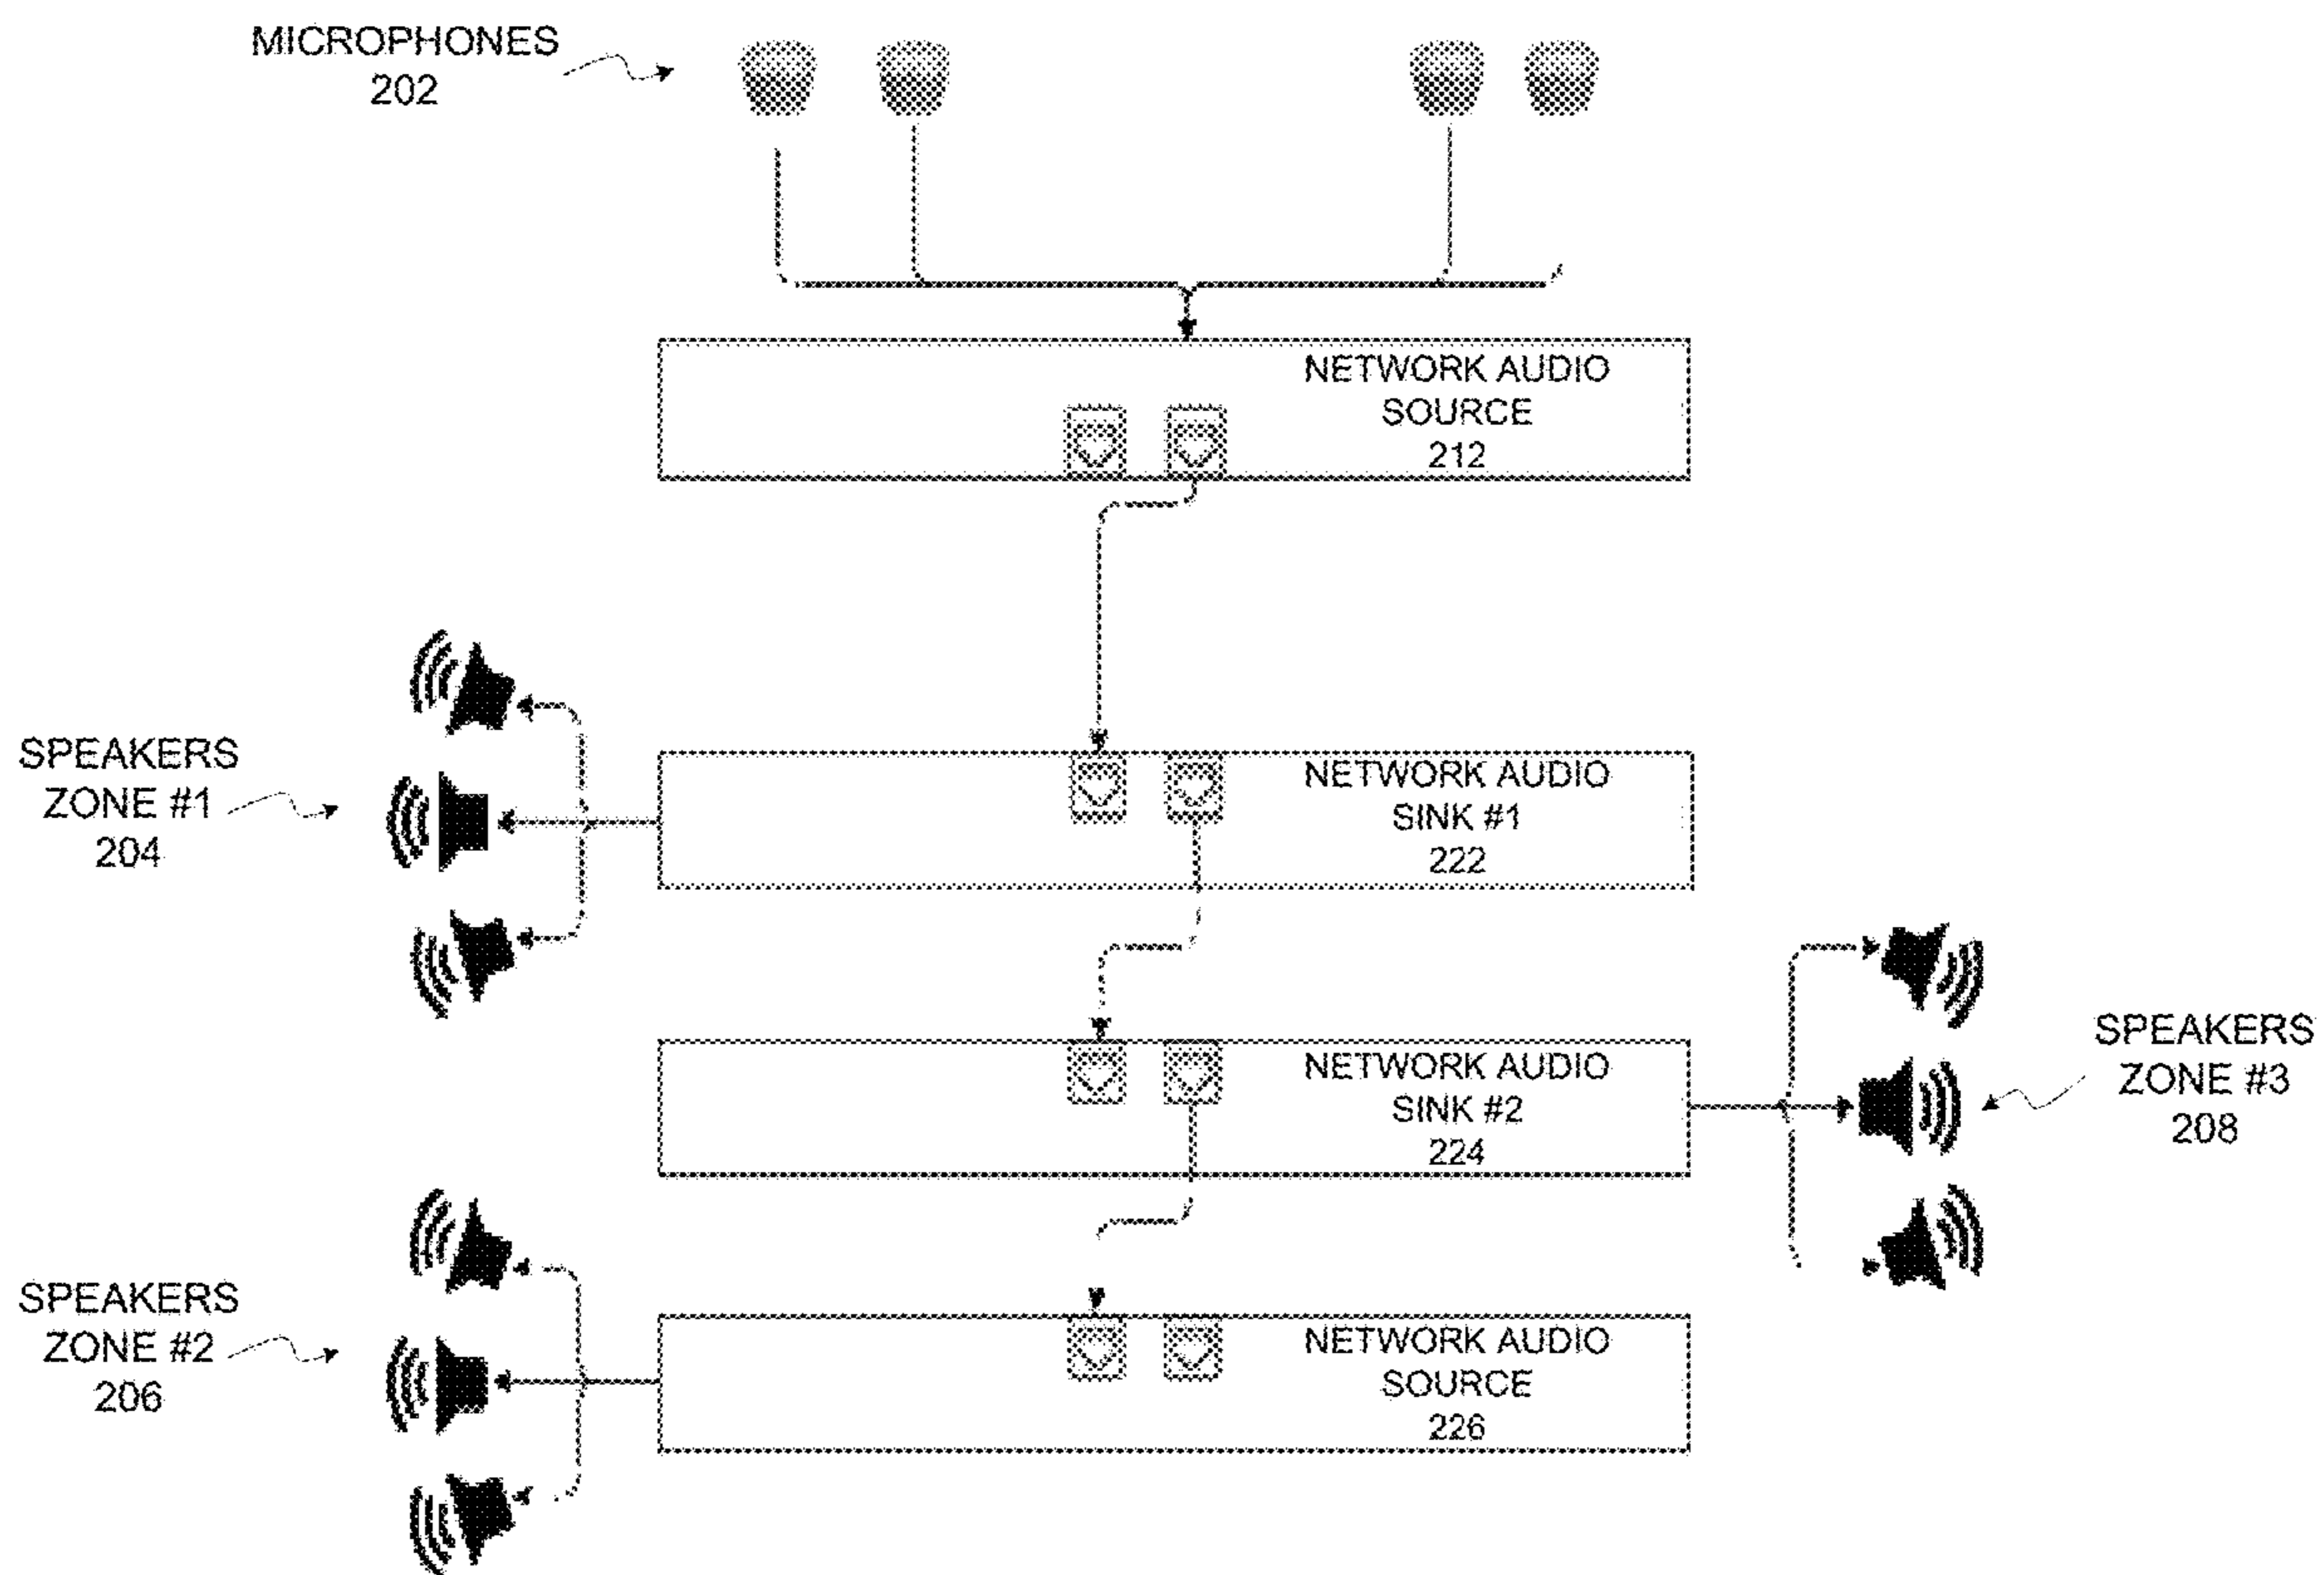 MICROPHONES
202
NETWORK AUDIO
SOURCE
212
SPEAKERS
ZONE #1
204
NETWORK AUDIO
SINK #1
222
NETWORK AUDIO
SINK #2
224
SPEAKERS
ZONE #3
208
SPEAKERS
ZONE #2
206
NETWORK AUDIO
SOURCE
226